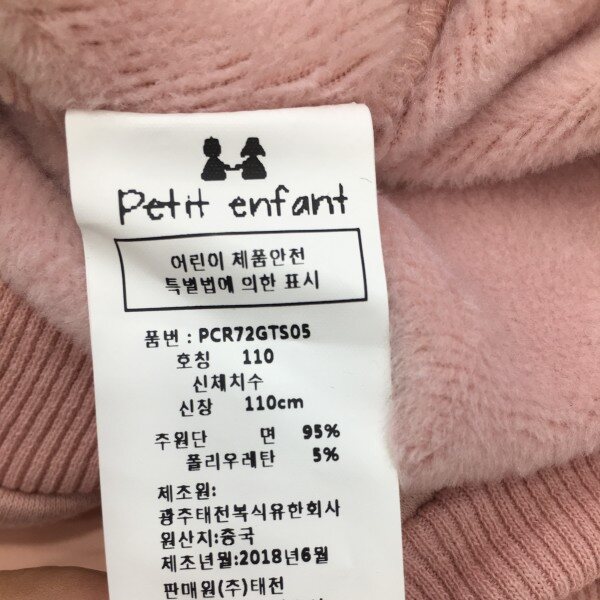 Petit enfant
어린이 제품안전
특별법에 의한 표시
품번 : PCR72GTS05
호칭 110
신체치수
신장 110cm
주원단 면 95%
폴리우레탄 5%
제조원:
광주태전복식유한회사
원산지:중국
제조년월:2018년6월
판매원(주)태전